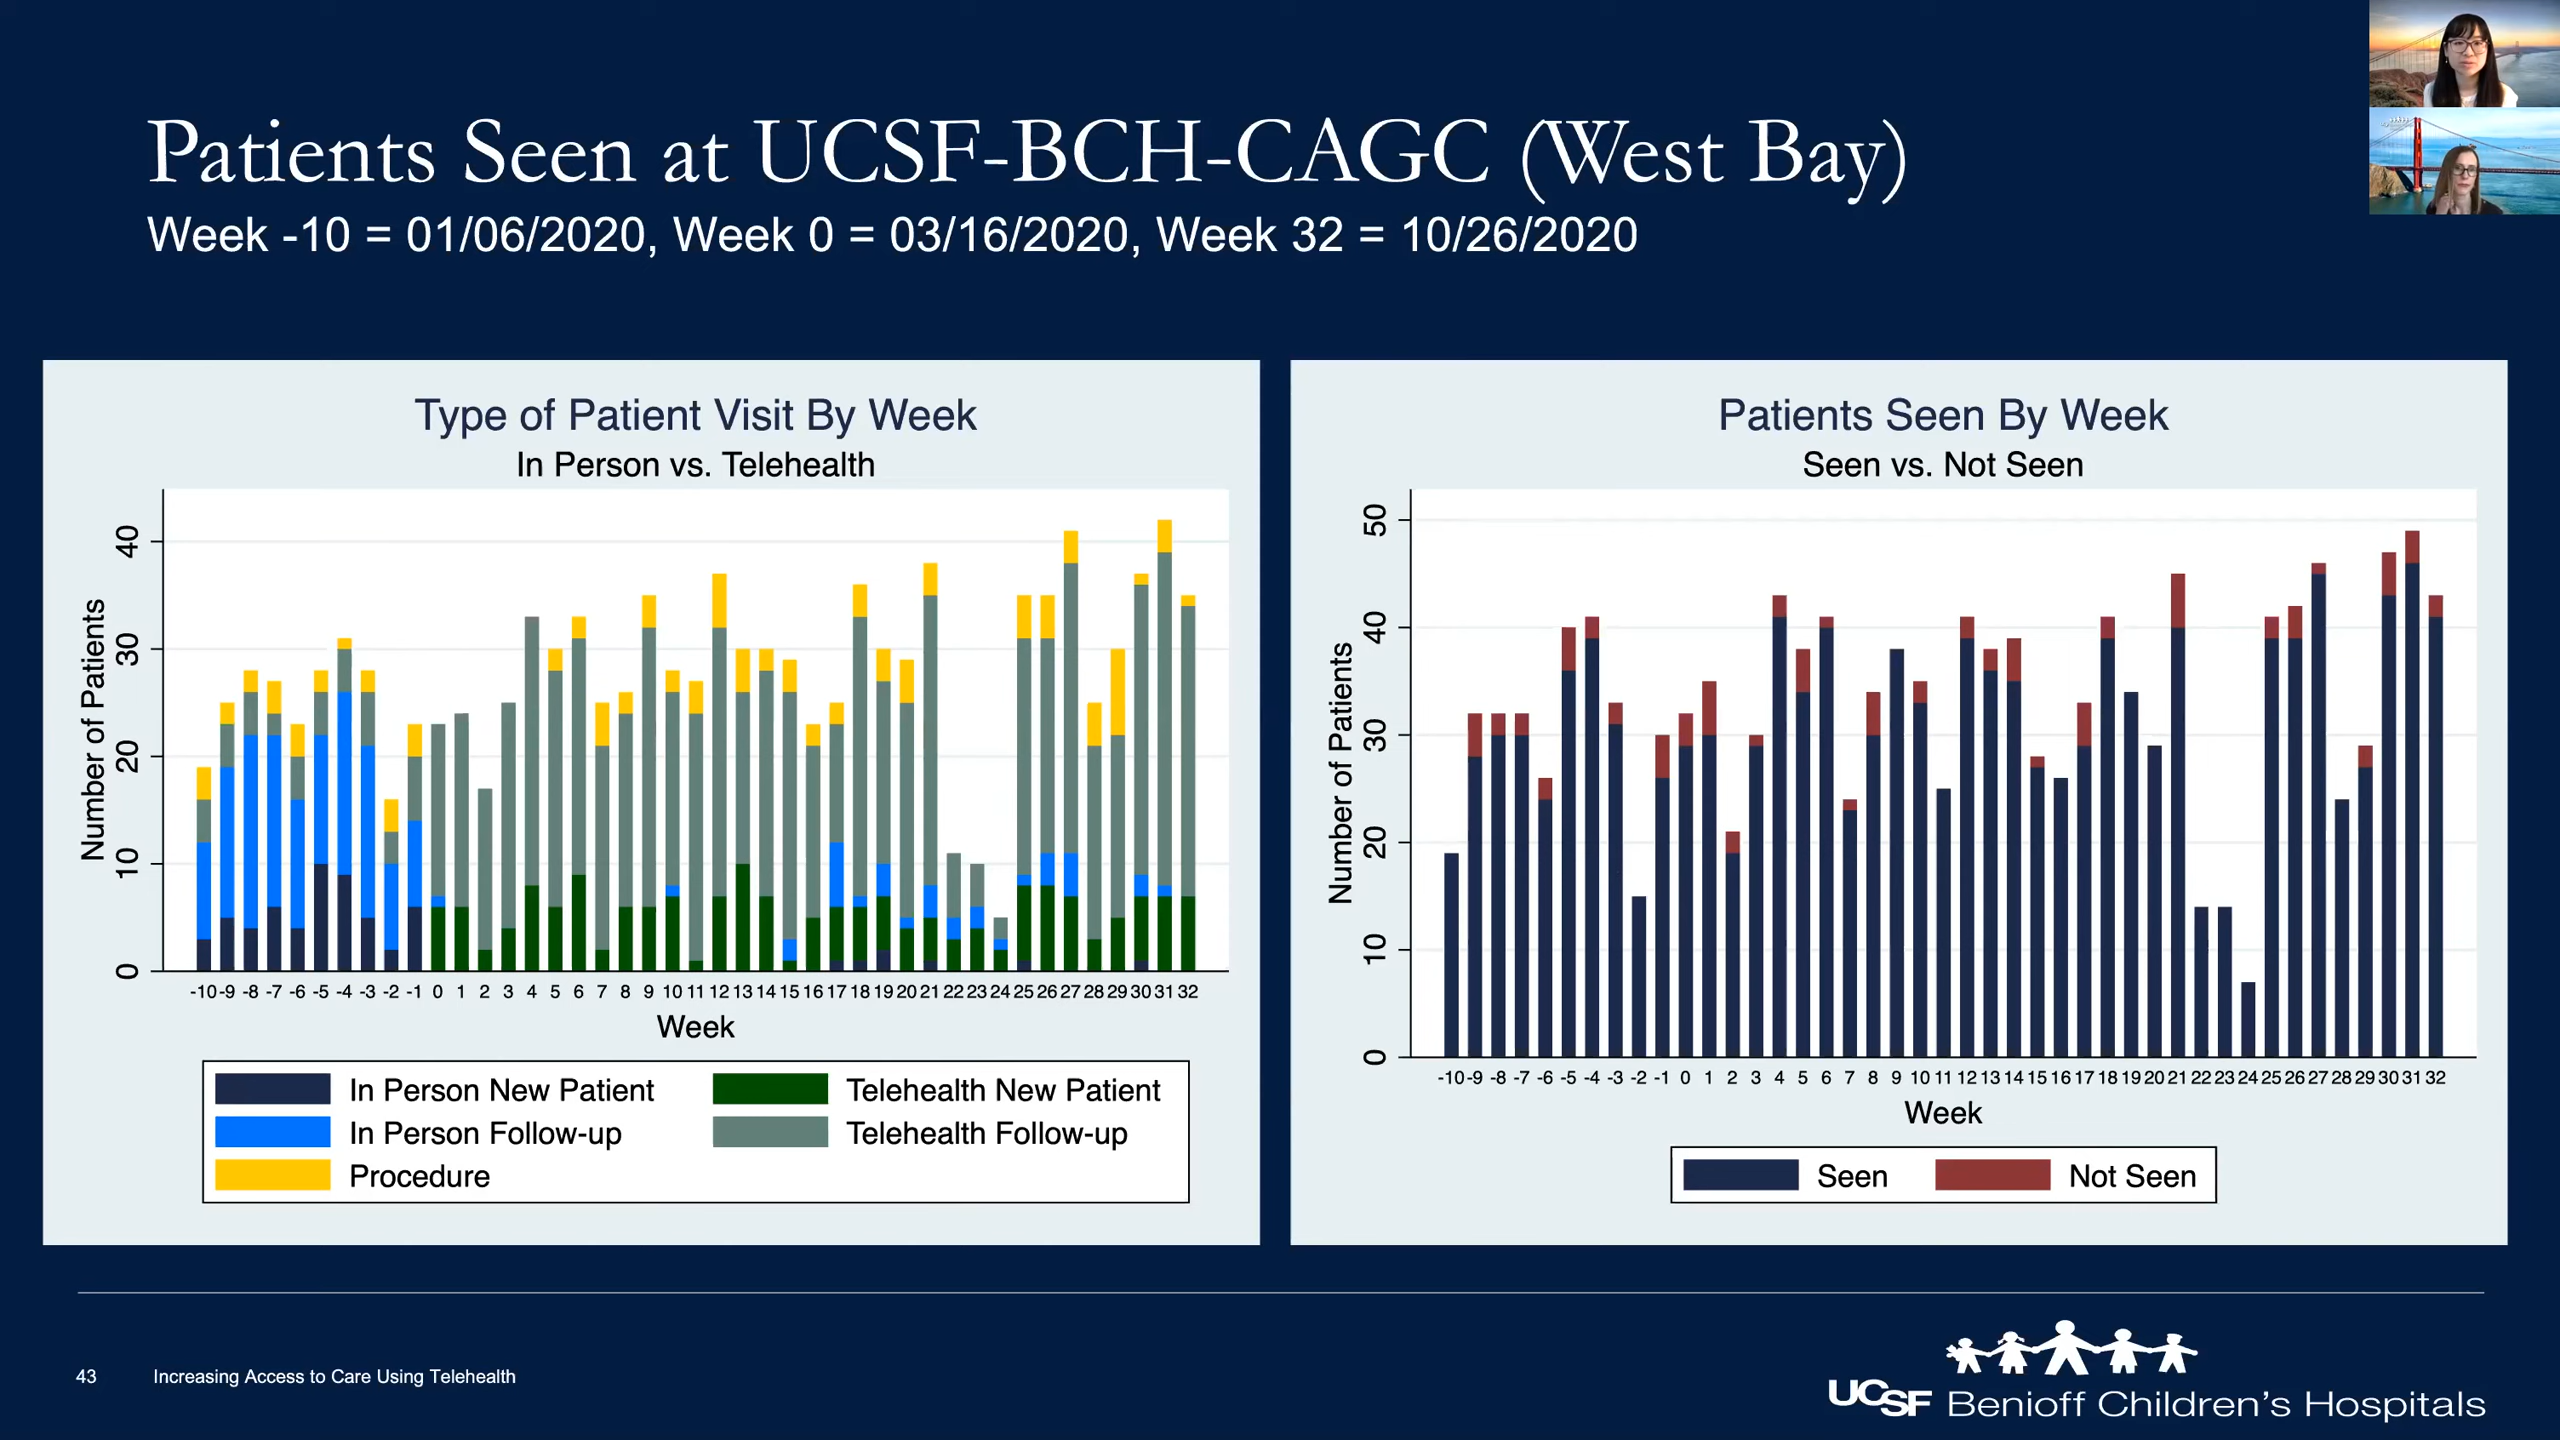 Patients Seen at UCSF-BCH-CAGC (West Bay)
Week -10 = 01/06/2020, Week 0 = 03/16/2020, Week 32 = 10/26/2020
Type of Patient Visit By Week
In Person vs. Telehealth
Number of Patients
40
30
20
10
0
-10 -9 -8 -7 -6 -5 -4 -3 -2 -1 0 1 2 3 4 5 6 7 8 9 10 11 12 13 14 15 16 17 18 19 20 21 22 23 24 25 26 27 28 29 30 31 32
Week
In Person New Patient
Telehealth New Patient
In Person Follow-up
Telehealth Follow-up
Procedure
Patients Seen By Week
Seen vs. Not Seen
Number of Patients
50
40
30
20
10
0
-10 -9 -8 -7 -6 -5 -4 -3 -2 -1 0 1 2 3 4 5 6 7 8 9 10 11 12 13 14 15 16 17 18 19 20 21 22 23 24 25 26 27 28 29 30 31 32
Week
Seen
Not Seen
43
Increasing Access to Care Using Telehealth
UCSF Benioff Children's Hospitals